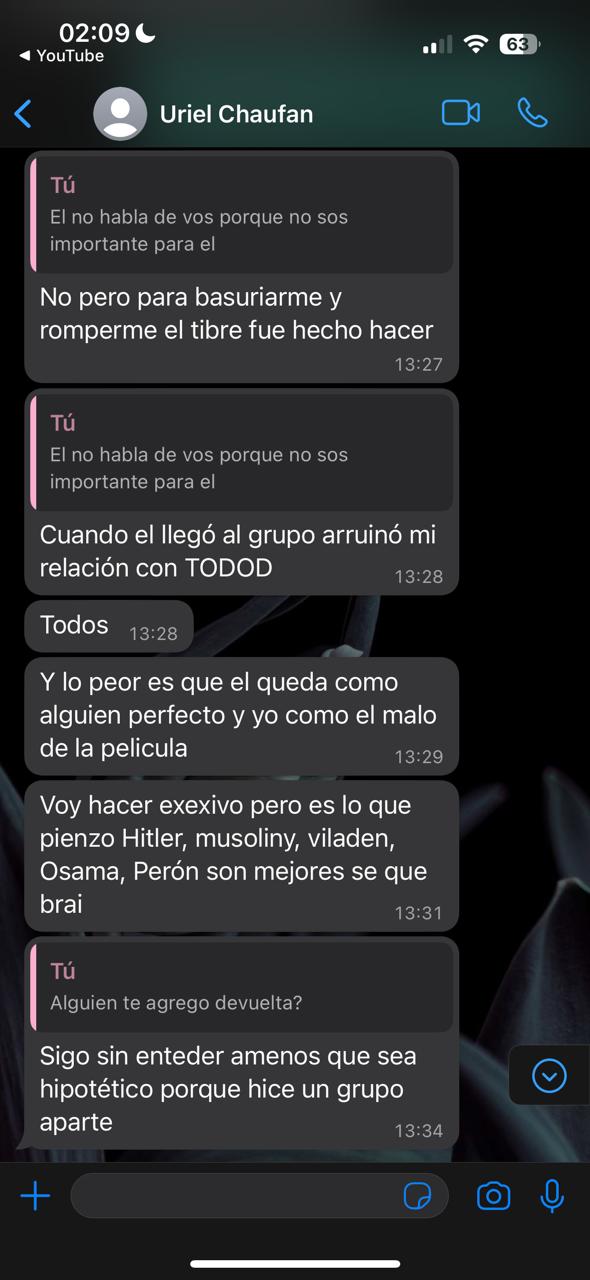 02:09
63
YouTube
Uriel Chaufan
Tú
El no habla de vos porque no sos
importante para el
No pero para basuriarme y
romperme el tibre fue hecho hacer
13:27
Tú
El no habla de vos porque no sos
importante para el
Cuando el llegó al grupo arruinó mi
relación con TODOD
13:28
Todos 13:28
Y lo peor es que el queda como
alguien perfecto y yo como el malo
de la pelicula
13:29
Voy hacer exexivo pero es lo que
pienzo Hitler, musoliny, viladen,
Osama, Perón son mejores se que
brai
13:31
Tú
Alguien te agrego devuelta?
Sigo sin enteder amenos que sea
hipotético porque hice un grupo
aparte
13:34